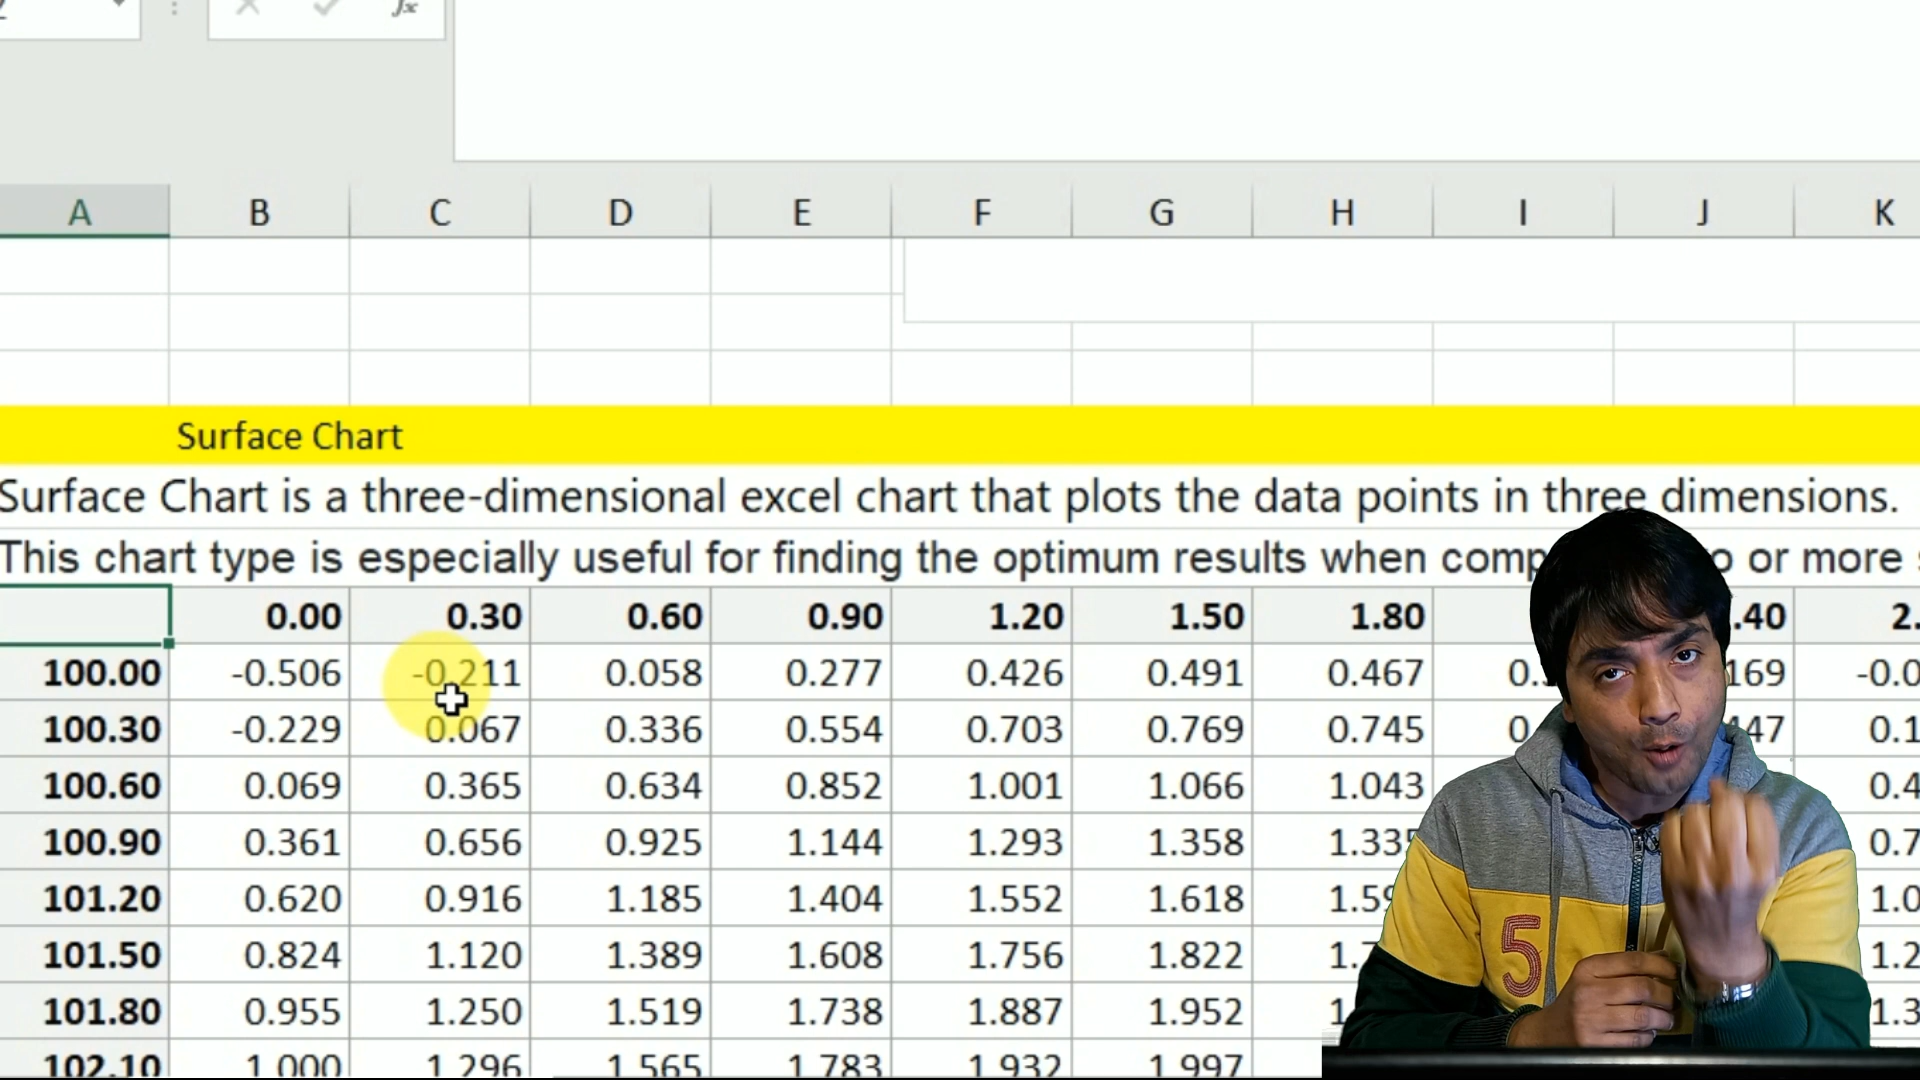 fx
A B C D E F G H I J K
Surface Chart
Surface Chart is a three-dimensional excel chart that plots the data points in three dimensions.
This chart type is especially useful for finding the optimum results when or more
0.00 0.30 0.60 0.90 1.20 1.50 1.80 .40 2.
100.00 -0.506 -0.211 0.058 0.277 0.426 0.491 0.467 0. 169 -0.0
100.30 -0.229 0.067 0.336 0.554 0.703 0.769 0.745 0. 47 0.1
100.60 0.069 0.365 0.634 0.852 1.001 1.066 1.043 0.4
100.90 0.361 0.656 0.925 1.144 1.293 1.358 1.335 0.7
101.20 0.620 0.916 1.185 1.404 1.552 1.618 1.59 1.0
101.50 0.824 1.120 1.389 1.608 1.756 1.822 1. 1.2
101.80 0.955 1.250 1.519 1.738 1.887 1.952 1 1.3
102.10 1.000 1.296 1.565 1.783 1.932 1.997
5